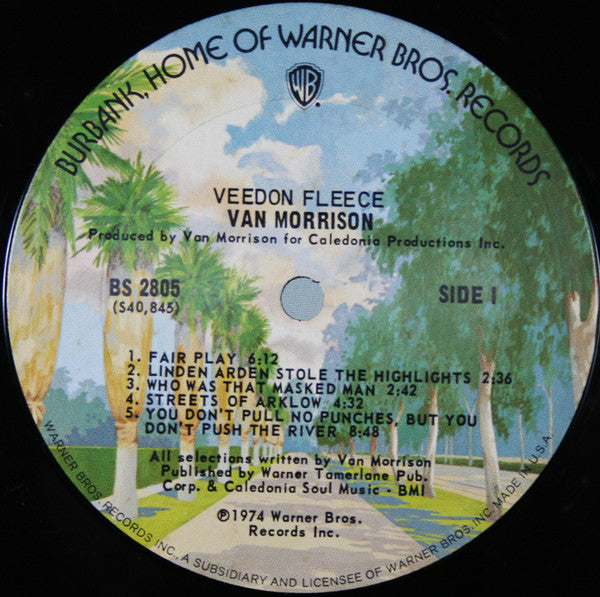 BURBANK, HOME OF WARNER BROS. RECORDS
WB
VEEDON FLEECE
VAN MORRISON
Produced by Van Morrison for Caledonia Productions Inc.
BS 2805
(S40,845)
SIDE 1
1. FAIR PLAY 6:12
2. LINDEN ARDEN STOLE THE HIGHLIGHTS 2:36
3. WHO WAS THAT MASKED MAN 2:42
4. STREETS OF ARKLOW 4:32
5. YOU DON'T PULL NO PUNCHES, BUT YOU
DON'T PUSH THE RIVER 8:48
All selections written by Van Morrison
Published by Warner Tamerlane Pub.
Corp. & Caledonia Soul Music - BMI
℗1974 Warner Bros.
Records Inc.
WARNER BROS. RECORDS INC., A SUBSIDIARY AND LICENSEE OF WARNER BROS. INC. MADE IN U.S.A.